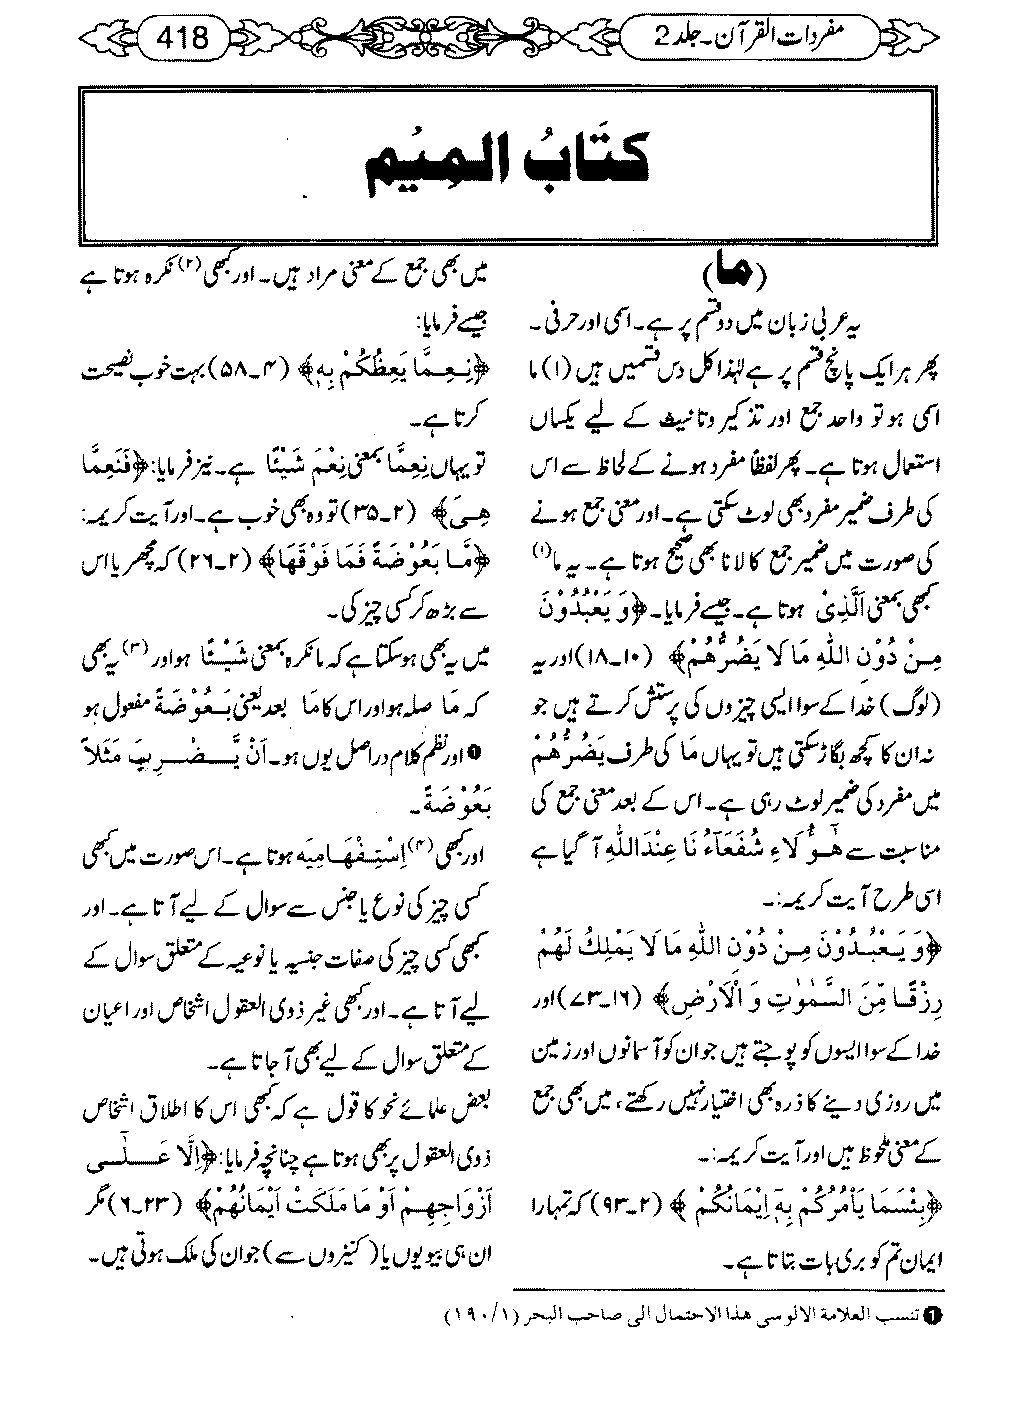 مفردات القرآن۔جلد 2
418
كتَابُ المِيُم
(ما)
یہ عربی زبان میں دو قسم پر ہے۔ اسمی اور حرفی۔
پھر ہر ایک پانچ قسم پر ہے لہٰذا کل دس قسمیں ہیں (۱) ما
اسمی ہو تو واحد جمع اور تذکیر وتانیث کے لیے یکساں
استعمال ہوتا ہے۔ پھر لفظاً مفرد ہونے کے لحاظ سے اس
کی طرف ضمیر مفرد بھی لوٹ سکتی ہے۔ اور معنی جمع ہونے
کی صورت میں ضمیر جمع کا لانا بھی صحیح ہوتا ہے۔ یہ ما(۱)
کبھی بمعنی اَلَّذِیْ ہوتا ہے۔ جیسے فرمایا۔ ﴿وَ یَعْبُدُوْنَ
مِنْ دُوْنِ اللّٰهِ مَا لَا یَضُرُّهُمْ﴾ (۱۰۔۱۸) اور یہ
(لوگ) خدا کے سوا ایسی چیزوں کی پرستش کرتے ہیں جو
نہ ان کا کچھ بگاڑ سکتی ہیں تو یہاں مَا کی طرف یَضُرُّهُمْ
میں مفرد کی ضمیر لوٹ رہی ہے۔ اس کے بعد معنی جمع کی
مناسبت سے هٰٓؤُلَاءِ شُفَعَآءُ نَا عِنْدَاللّٰهِ آ گیا ہے
اسی طرح آیت کریمہ:۔
﴿وَ یَعْبُدُوْنَ مِنْ دُوْنِ اللّٰهِ مَا لَا یَمْلِكُ لَهُمْ
رِزْقًا مِّنَ السَّمٰوٰتِ وَ الْاَرْضِ﴾ (۱۶۔۷۳) اور
خدا کے سوا ایسوں کو پوجتے ہیں جو ان کو آسمانوں اور زمین
میں روزی دینے کا ذرہ بھی اختیار نہیں رکھتے، میں بھی جمع
کے معنی ملحوظ ہیں اور آیت کریمہ:۔
﴿بِئْسَمَا یَاْمُرُكُمْ بِهٖٓ اِیْمَانُكُمْ﴾ (۲۔۹۳) کہ تمہارا
ایمان تم کو بری بات بتاتا ہے۔
میں بھی جمع کے معنی مراد ہیں۔ اور کبھی(۲) نکرہ ہوتا ہے
جیسے فرمایا:
﴿نِعِمَّا یَعِظُكُمْ بِهٖ﴾ (۴۔۵۸) بہت خوب نصیحت
کرتا ہے۔
تو یہاں نِعِمَّا بمعنی نِعْمَ شَیْئًا ہے۔ نیز فرمایا: ﴿فَنِعِمَّا
هِیَ﴾ (۲۔۳۵) تو وہ بھی خوب ہے۔ اور آیت کریمہ:
﴿مَّا بَعُوْضَةً فَمَا فَوْقَهَا﴾ (۲۔۲۶) کہ مچھر یا اس
سے بڑھ کر کسی چیز کی۔
میں یہ بھی ہوسکتا ہے کہ ما نکرہ بمعنی شَیْئًا ہو اور(۳) یہ بھی
کہ مَا صلہ ہو اور اس کا مَا بعد یعنی بَعُوْضَةً مفعول ہو
❶ اور نظم کلام دراصل یوں ہو۔ اَنْ یَّضْرِبَ مَثَلاً
بَعُوْضَةً۔
اور کبھی(۴) اِسْتِفْهَامِیَه ہوتا ہے۔ اس صورت میں کبھی
کسی چیز کی نوع یا جنس سے سوال کے لیے آتا ہے۔ اور
کبھی کسی چیز کی صفات جنسیہ یا نوعیہ کے متعلق سوال کے
لیے آتا ہے۔ اور کبھی غیر ذوی العقول اشخاص اور اعیان
کے متعلق سوال کے لیے بھی آ جاتا ہے۔
بعض علمائے نحو کا قول ہے کہ کبھی اس کا اطلاق اشخاص
ذوی العقول پر بھی ہوتا ہے چنانچہ فرمایا: ﴿اِلَّا عَلٰٓی
اَزْوَاجِهِمْ اَوْ مَا مَلَكَتْ اَیْمَانُهُمْ﴾ (۲۳۔۶) مگر
ان ہی بیویوں یا (کنیزوں سے) جو ان کی ملک ہوتی ہیں۔
❶ تنسب العلامة الالوسی هذا الاحتمال الی صاحب البحر (۱/۱۹۰)